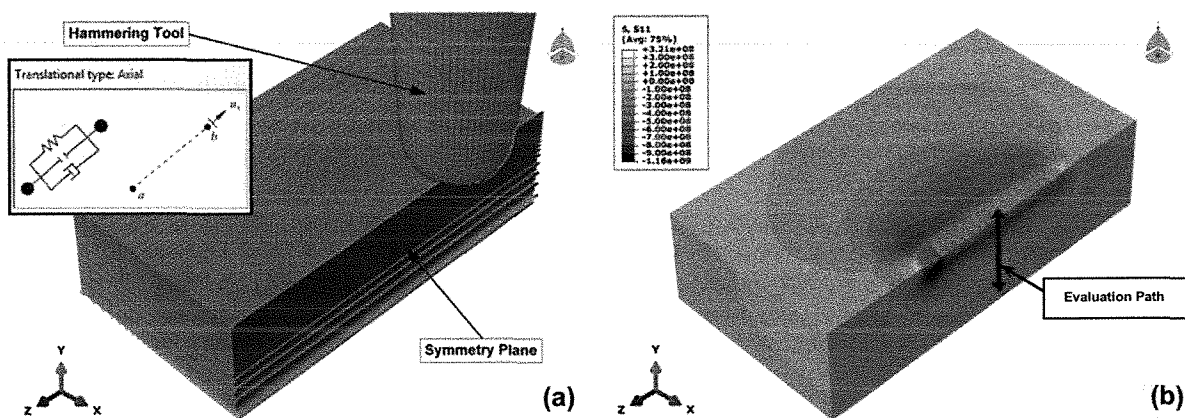 Hammering Tool
Translational type: Axial
u₁
b
a
Symmetry Plane
Y
Z
X
(a)
S, S11
(Avg: 75%)
+3.21e+08
+3.00e+08
+2.00e+08
+1.00e+08
+0.00e+00
-1.00e+08
-2.00e+08
-3.00e+08
-4.00e+08
-5.00e+08
-6.00e+08
-7.00e+08
-8.00e+08
-9.00e+08
-1.16e+09
Evaluation Path
Y
Z
X
(b)